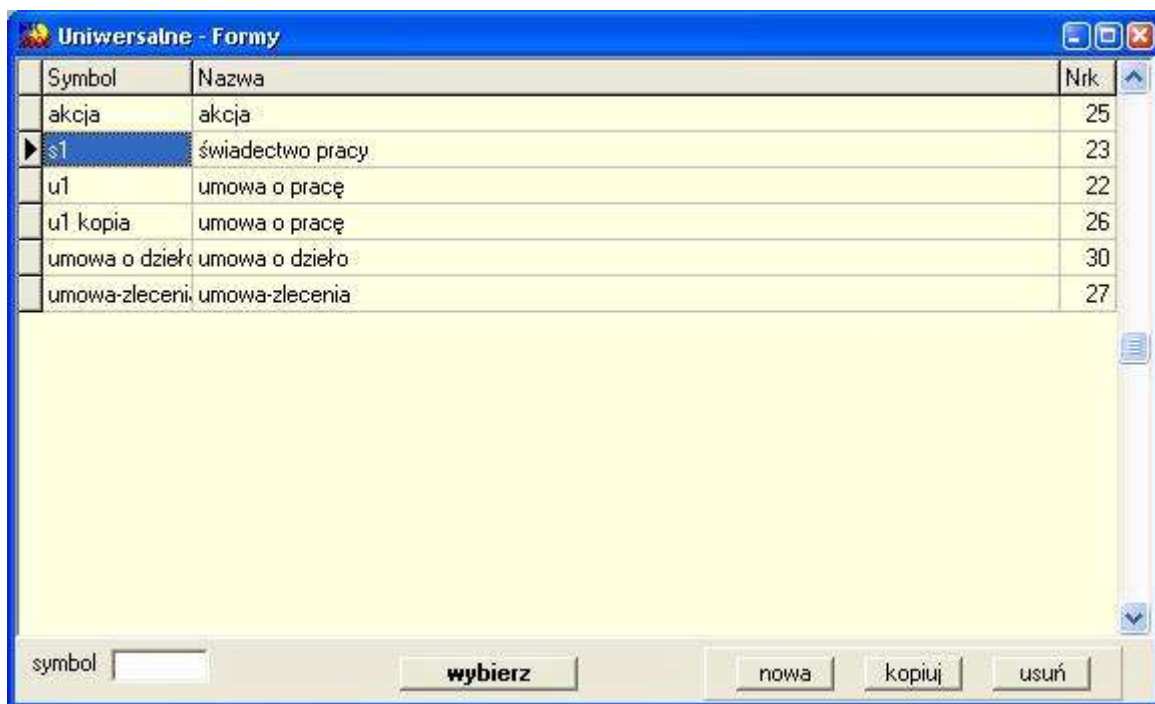 Uniwersalne - Formy
Symbol Nazwa Nrk
akcja akcja 25
s1 świadectwo pracy 23
u1 umowa o pracę 22
u1 kopia umowa o pracę 26
umowa o dzieło umowa o dzieło 30
umowa-zleceni umowa-zlecenia 27
symbol wybierz nowa kopiuj usuń